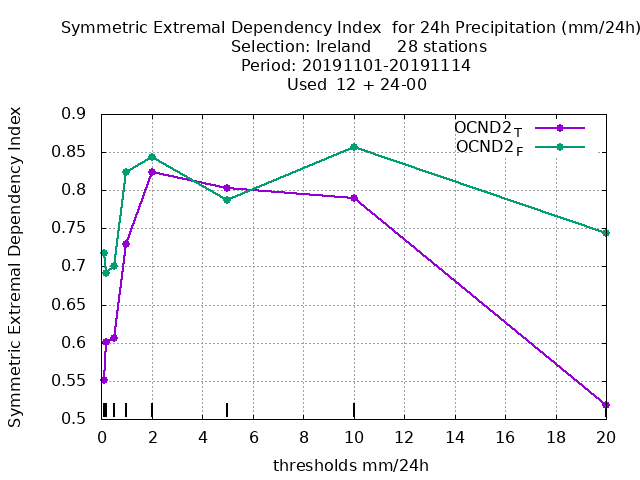 Symmetric Extremal Dependency Index  for 24h Precipitation (mm/24h)
Selection: Ireland     28 stations
Period: 20191101-20191114
Used  12 + 24-00
Symmetric Extremal Dependency Index
0.9
0.85
0.8
0.75
0.7
0.65
0.6
0.55
0.5
OCND2T
OCND2F
0 2 4 6 8 10 12 14 16 18 20
thresholds mm/24h